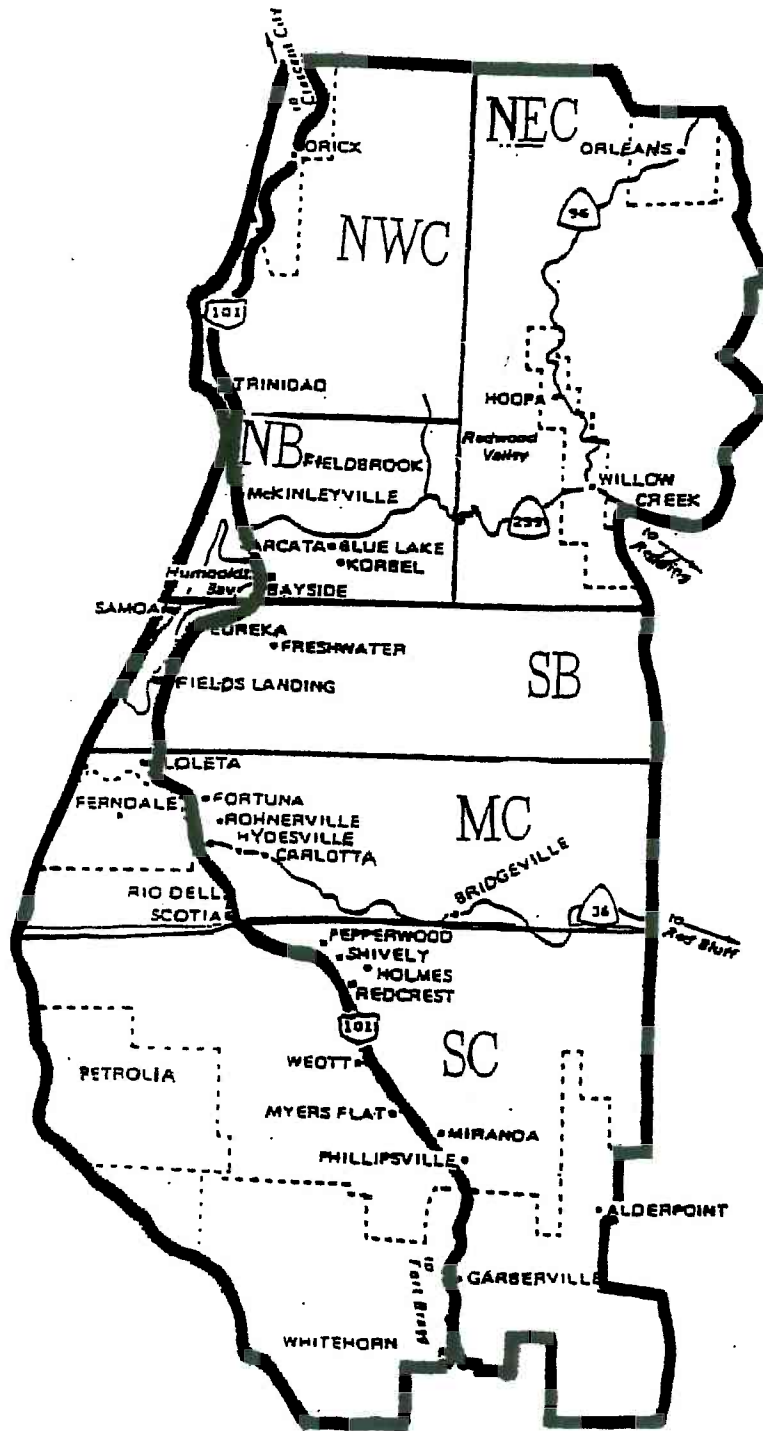 to Crescent City
ORICK
NEC
ORLEANS
96
NWC
101
TRINIDAD
HOOPA
NB
FIELDBROOK
Redwood
Valley
McKINLEYVILLE
WILLOW
CREEK
299
to
Redding
ARCATA
BLUE LAKE
KORBEL
Humboldt
Bay
BAYSIDE
SAMOA
EUREKA
FRESHWATER
SB
FIELDS LANDING
LOLETA
FERNDALE
FORTUNA
ROHNERVILLE
HYDESVILLE
CARLOTTA
MC
BRIDGEVILLE
36
to
Red Bluff
RIO DELL
SCOTIA
PEPPERWOOD
SHIVELY
HOLMES
REDCREST
101
SC
WEOTT
PETROLIA
MYERS FLAT
MIRANDA
PHILLIPSVILLE
ALDERPOINT
to
Fort Bragg
GARBERVILLE
WHITEHORN